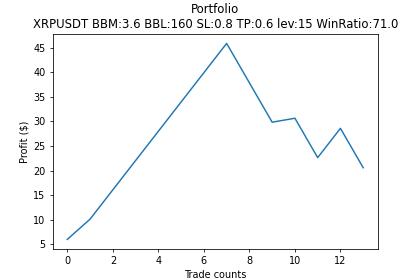 Portfolio
XRPUSDT BBM:3.6 BBL:160 SL:0.8 TP:0.6 lev:15 WinRatio:71.0
45
40
35
30
25
20
15
10
5
Profit ($)
0 2 4 6 8 10 12
Trade counts